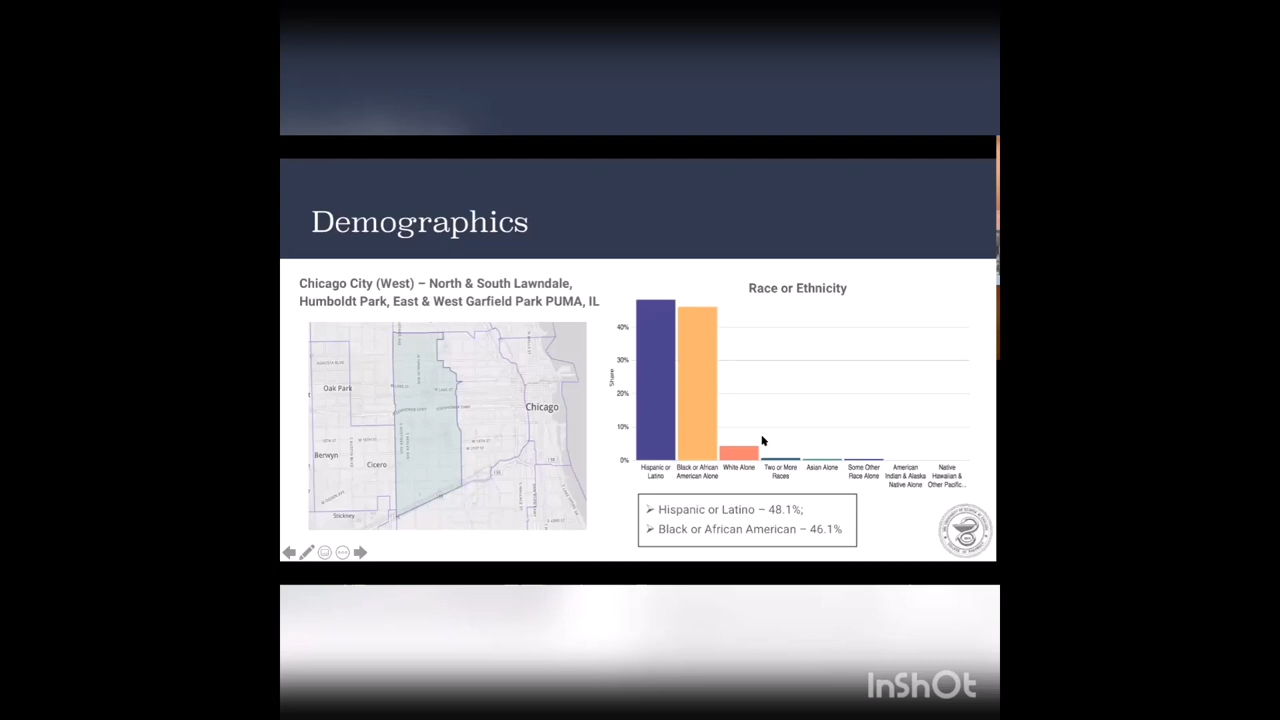 Demographics
Chicago City (West) – North & South Lawndale,
Humboldt Park, East & West Garfield Park PUMA, IL
Oak Park
Chicago
Berwyn
Cicero
Stickney
Race or Ethnicity
Share
40%
30%
20%
10%
0%
Hispanic or
Latino
Black or African
American Alone
White Alone
Two or More
Races
Asian Alone
Some Other
Race Alone
American
Indian & Alaska
Native Alone
Native
Hawaiian &
Other Pacific...
➢ Hispanic or Latino – 48.1%;
➢ Black or African American – 46.1%
InShOt